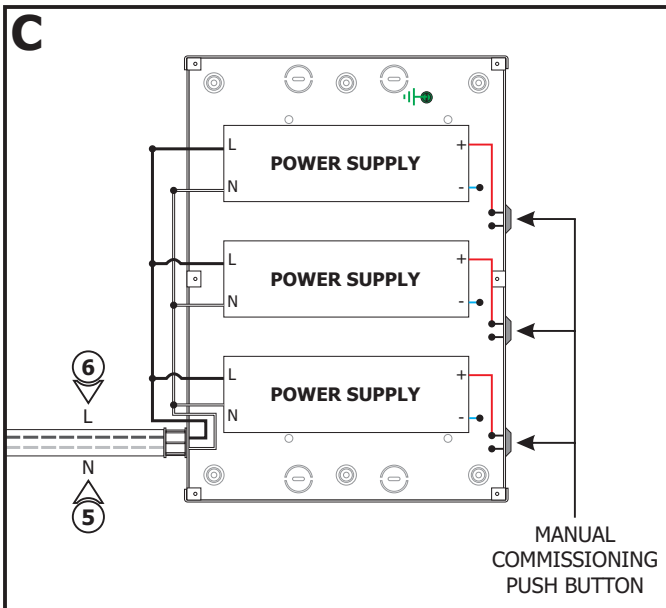 C
L
POWER SUPPLY
+
N
-
L
POWER SUPPLY
+
N
-
L
POWER SUPPLY
+
N
-
6
L
N
5
MANUAL
COMMISSIONING
PUSH BUTTON